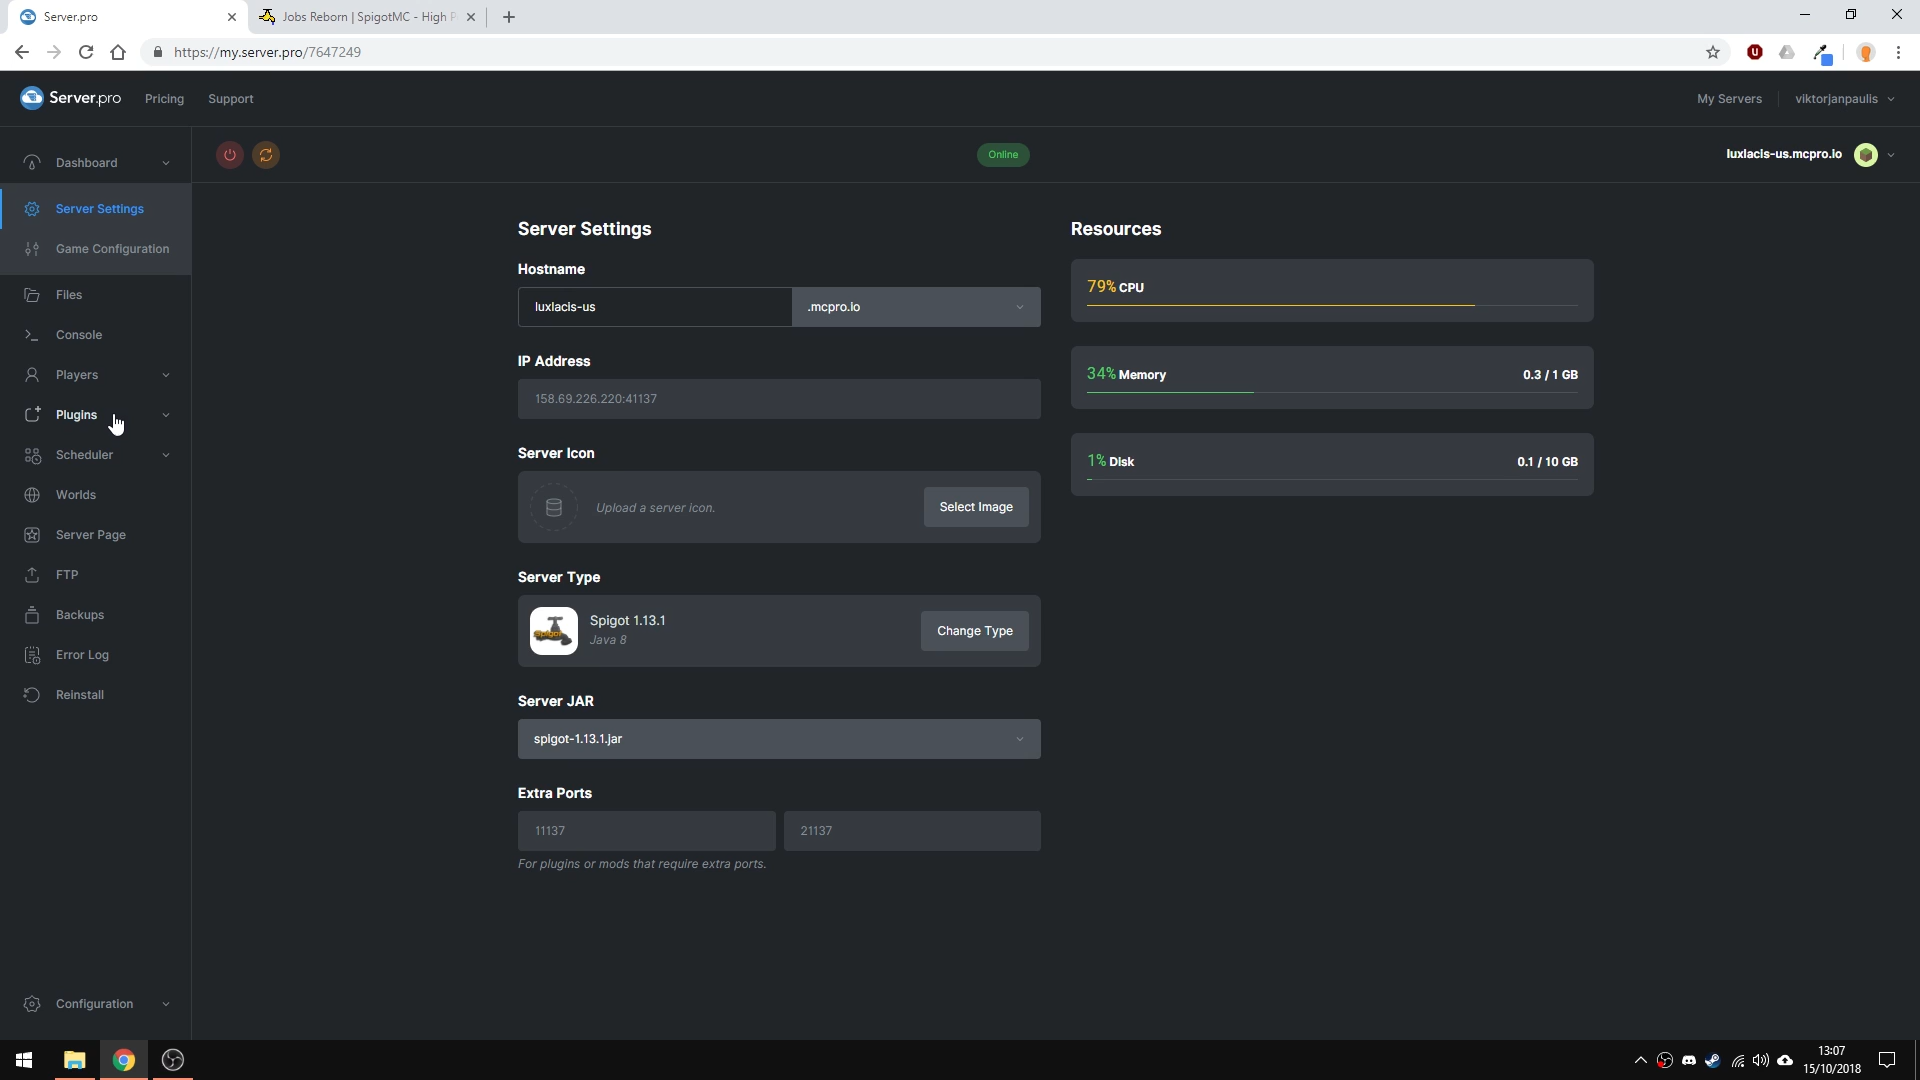 Server.pro
Jobs Reborn | SpigotMC - High P
https://my.server.pro/7647249
Server.pro
Pricing
Support
My Servers
viktorjanpaulis
Dashboard
Online
luxlacis-us.mcpro.io
Server Settings
Game Configuration
Files
Console
Players
Plugins
Scheduler
Worlds
Server Page
FTP
Backups
Error Log
Reinstall
Configuration
Server Settings
Hostname
luxlacis-us
.mcpro.io
IP Address
158.69.226.220:41137
Server Icon
Upload a server icon.
Select Image
Server Type
Spigot
Spigot 1.13.1
Java 8
Change Type
Server JAR
spigot-1.13.1.jar
Extra Ports
11137
21137
For plugins or mods that require extra ports.
Resources
79% CPU
34% Memory
0.3 / 1 GB
1% Disk
0.1 / 10 GB
13:07
15/10/2018